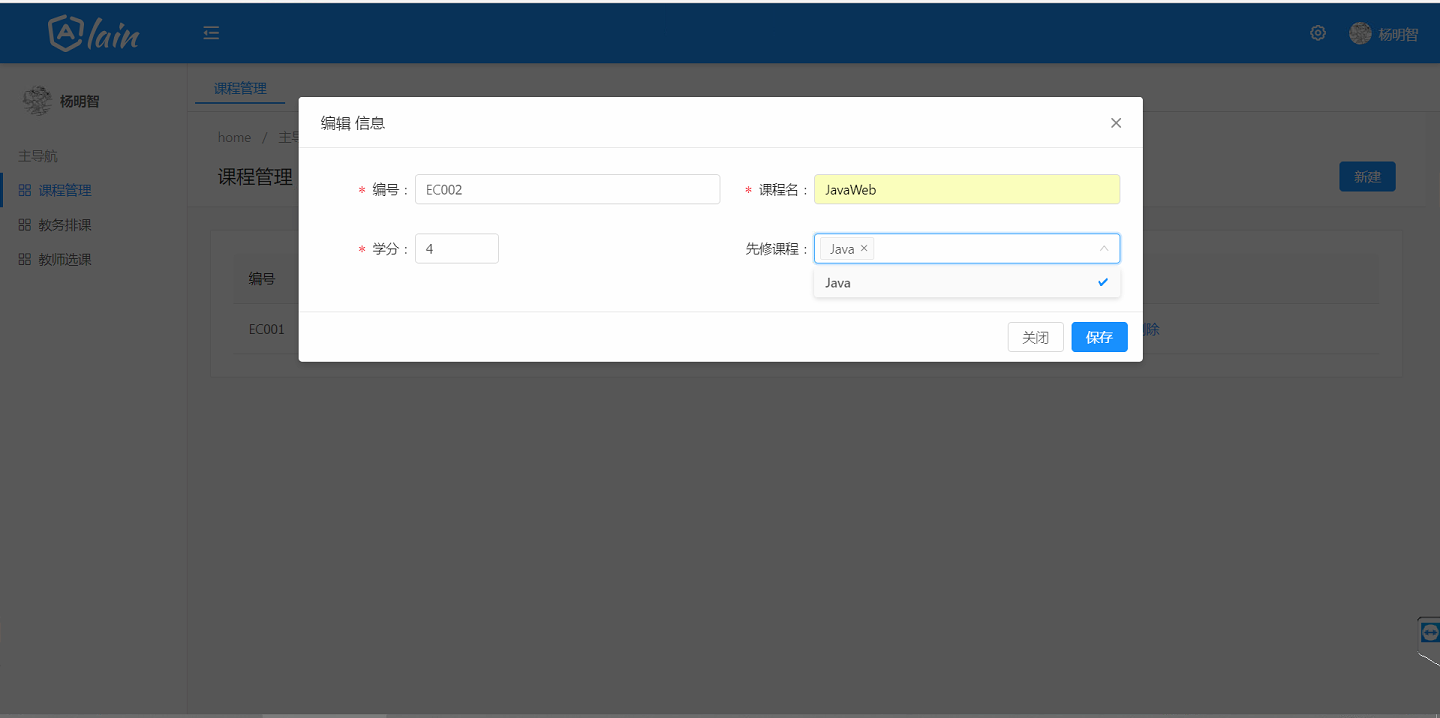 Alain
杨明智
杨明智
课程管理
home / 主导
主导航
课程管理
新建
课程管理
教务排课
教师选课
编号
EC001
除
编辑 信息
* 编号 : EC002
* 课程名 : JavaWeb
* 学分 : 4
先修课程 : Java
Java
关闭
保存